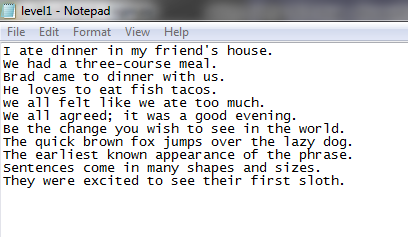 level1 - Notepad
File Edit Format View Help
I ate dinner in my friend's house.
We had a three-course meal.
Brad came to dinner with us.
He loves to eat fish tacos.
we all felt like we ate too much.
We all agreed; it was a good evening.
Be the change you wish to see in the world.
The quick brown fox jumps over the lazy dog.
The earliest known appearance of the phrase.
Sentences come in many shapes and sizes.
They were excited to see their first sloth.